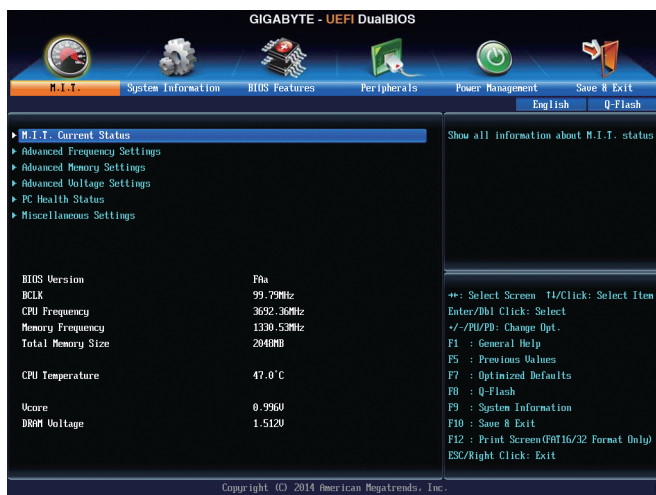 GIGABYTE - UEFI DualBIOS
M.I.T. System Information BIOS Features Peripherals Power Management Save & Exit
English Q-Flash
M.I.T. Current Status
Advanced Frequency Settings
Advanced Memory Settings
Advanced Voltage Settings
PC Health Status
Miscellaneous Settings
BIOS Version FAa
BCLK 99.79MHz
CPU Frequency 3692.36MHz
Memory Frequency 1330.53MHz
Total Memory Size 2048MB
CPU Temperature 47.0°C
Vcore 0.996V
DRAM Voltage 1.512V
Show all information about M.I.T. status
→←: Select Screen ↑↓/Click: Select Item
Enter/Dbl Click: Select
+/-/PU/PD: Change Opt.
F1 : General Help
F5 : Previous Values
F7 : Optimized Defaults
F8 : Q-Flash
F9 : System Information
F10 : Save & Exit
F12 : Print Screen(FAT16/32 Format Only)
ESC/Right Click: Exit
Copyright (C) 2014 American Megatrends, Inc.